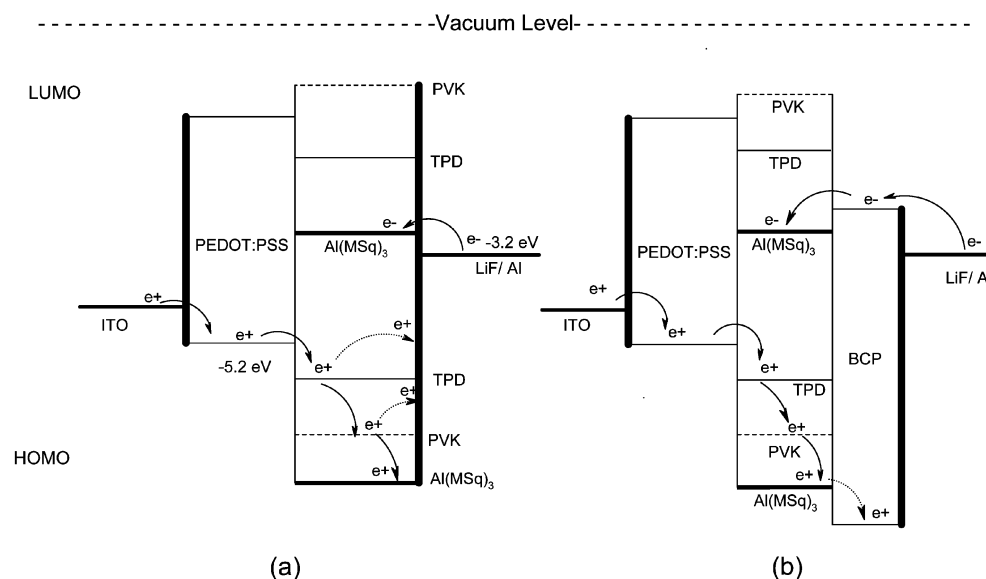 Vacuum Level
LUMO
PVK
TPD
e-
Al(MSq)3
PEDOT:PSS
e- -3.2 eV
LiF/ Al
e+
ITO
e+
-5.2 eV
e+
e+
TPD
e+
e+
PVK
e+
Al(MSq)3
HOMO
(a)
PVK
TPD
e-
e-
Al(MSq)3
PEDOT:PSS
e-
LiF/ A
e+
ITO
e+
e+
BCP
TPD
e+
PVK
e+
Al(MSq)3
e+
(b)